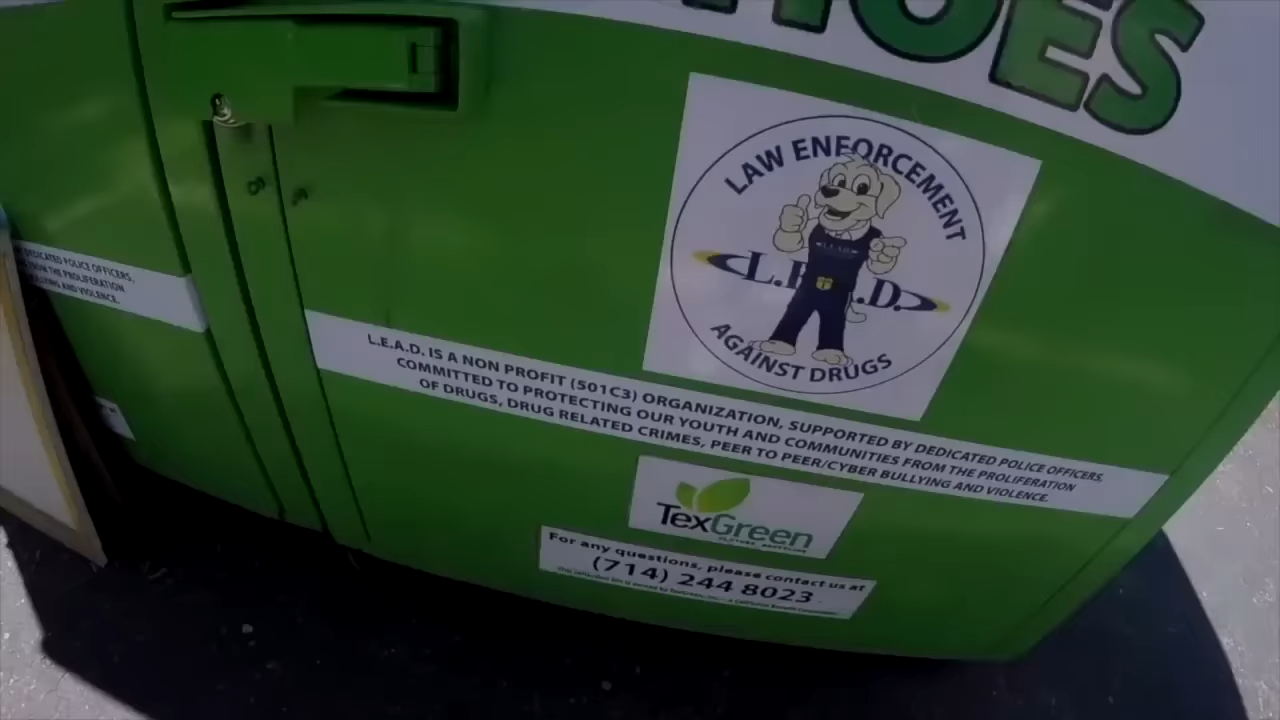 HOES
LAW ENFORCEMENT
L.E.A.D.
L.E.A.D.
AGAINST DRUGS
DEDICATED POLICE OFFICERS,
FROM THE PROLIFERATION
BULLYING AND VIOLENCE.
L.E.A.D. IS A NON PROFIT (501C3) ORGANIZATION, SUPPORTED BY DEDICATED POLICE OFFICERS,
COMMITTED TO PROTECTING OUR YOUTH AND COMMUNITIES FROM THE PROLIFERATION
OF DRUGS, DRUG RELATED CRIMES, PEER TO PEER/CYBER BULLYING AND VIOLENCE.
TexGreen
For any questions, please contact us at
(714) 244 8023